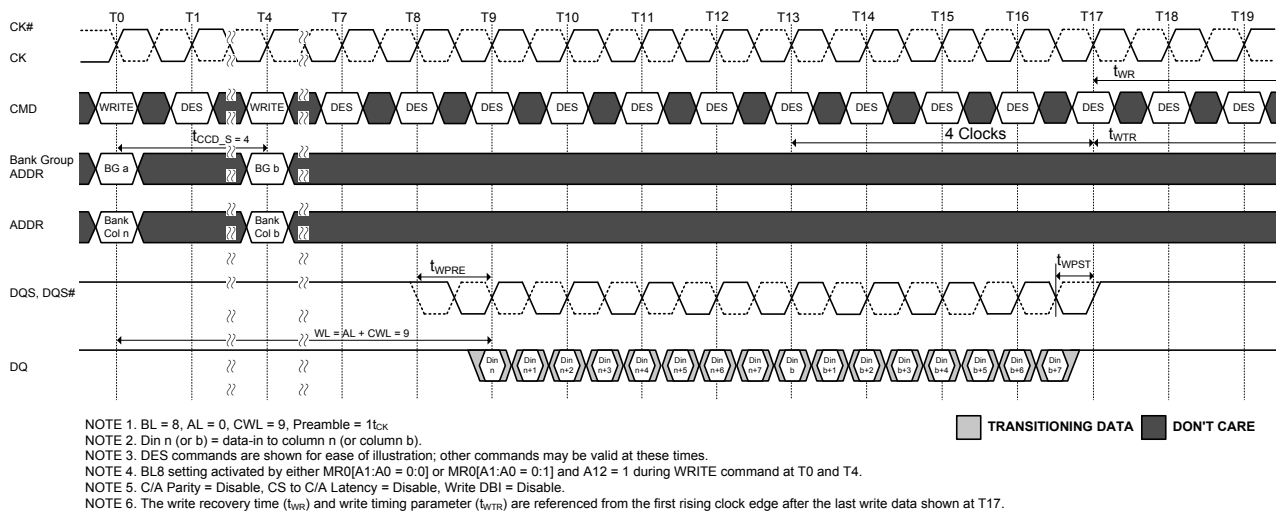 T0 T1 T4 T7 T8 T9 T10 T11 T12 T13 T14 T15 T16 T17 T18 T19
CK#
CK
tWR
CMD WRITE DES WRITE DES DES DES DES DES DES DES DES DES DES DES DES DES
tCCD_S = 4
4 Clocks
tWTR
Bank Group
ADDR
BG a BG b
ADDR
Bank
Col n
Bank
Col b
tWPRE
tWPST
DQS, DQS#
WL = AL + CWL = 9
DQ
Din
n
Din
n+1
Din
n+2
Din
n+3
Din
n+4
Din
n+5
Din
n+6
Din
n+7
Din
b
Din
b+1
Din
b+2
Din
b+3
Din
b+4
Din
b+5
Din
b+6
Din
b+7
NOTE 1. BL = 8, AL = 0, CWL = 9, Preamble = 1tCK
NOTE 2. Din n (or b) = data-in to column n (or column b).
NOTE 3. DES commands are shown for ease of illustration; other commands may be valid at these times.
NOTE 4. BL8 setting activated by either MR0[A1:A0 = 0:0] or MR0[A1:A0 = 0:1] and A12 = 1 during WRITE command at T0 and T4.
NOTE 5. C/A Parity = Disable, CS to C/A Latency = Disable, Write DBI = Disable.
NOTE 6. The write recovery time (tWR) and write timing parameter (tWTR) are referenced from the first rising clock edge after the last write data shown at T17.
TRANSITIONING DATA
DON'T CARE